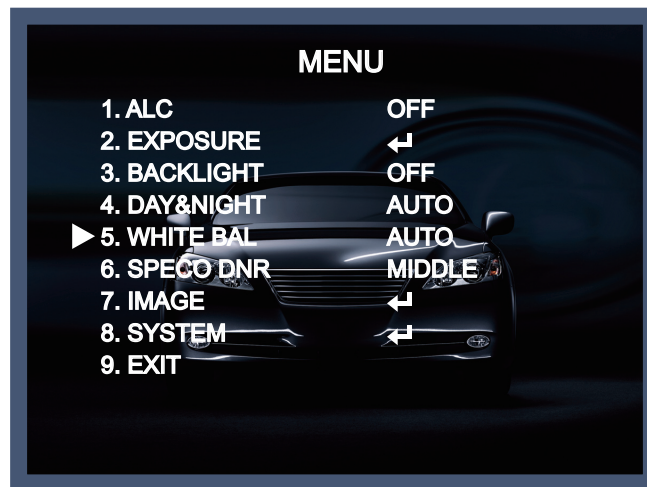 MENU
1. ALC OFF
2. EXPOSURE ↵
3. BACKLIGHT OFF
4. DAY&NIGHT AUTO
5. WHITE BAL AUTO
6. SPECO DNR MIDDLE
7. IMAGE ↵
8. SYSTEM ↵
9. EXIT